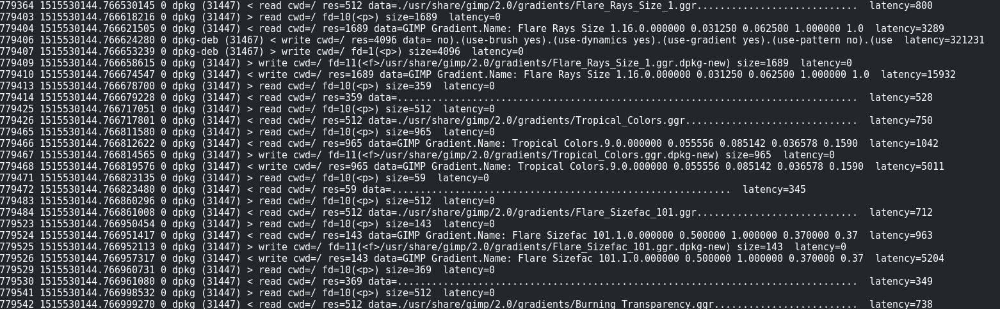 779364 1515530144.766530145 0 dpkg (31447) < read cwd=/ res=512 data=./usr/share/gimp/2.0/gradients/Flare_Rays_Size_1.ggr............................  latency=800
779403 1515530144.766618216 0 dpkg (31447) > read cwd=/ fd=10(<p>) size=1689  latency=0
779404 1515530144.766621505 0 dpkg (31447) < read cwd=/ res=1689 data=GIMP Gradient.Name: Flare Rays Size 1.16.0.000000 0.031250 0.062500 1.000000 1.0  latency=3289
779406 1515530144.766624280 0 dpkg-deb (31467) < write cwd=/ res=4096 data= no).(use-brush yes).(use-dynamics yes).(use-gradient yes).(use-pattern no).(use  latency=321231
779407 1515530144.766653239 0 dpkg-deb (31467) > write cwd=/ fd=1(<p>) size=4096  latency=0
779409 1515530144.766658615 0 dpkg (31447) > write cwd=/ fd=11(<f>/usr/share/gimp/2.0/gradients/Flare_Rays_Size_1.ggr.dpkg-new) size=1689  latency=0
779410 1515530144.766674547 0 dpkg (31447) < write cwd=/ res=1689 data=GIMP Gradient.Name: Flare Rays Size 1.16.0.000000 0.031250 0.062500 1.000000 1.0  latency=15932
779413 1515530144.766678700 0 dpkg (31447) > read cwd=/ fd=10(<p>) size=359  latency=0
779414 1515530144.766679228 0 dpkg (31447) < read cwd=/ res=359 data=................................................................................  latency=528
779425 1515530144.766717051 0 dpkg (31447) > read cwd=/ fd=10(<p>) size=512  latency=0
779426 1515530144.766717801 0 dpkg (31447) < read cwd=/ res=512 data=./usr/share/gimp/2.0/gradients/Tropical_Colors.ggr..............................  latency=750
779465 1515530144.766811580 0 dpkg (31447) > read cwd=/ fd=10(<p>) size=965  latency=0
779466 1515530144.766812622 0 dpkg (31447) < read cwd=/ res=965 data=GIMP Gradient.Name: Tropical Colors.9.0.000000 0.055556 0.085142 0.036578 0.1590  latency=1042
779467 1515530144.766814565 0 dpkg (31447) > write cwd=/ fd=11(<f>/usr/share/gimp/2.0/gradients/Tropical_Colors.ggr.dpkg-new) size=965  latency=0
779468 1515530144.766819576 0 dpkg (31447) < write cwd=/ res=965 data=GIMP Gradient.Name: Tropical Colors.9.0.000000 0.055556 0.085142 0.036578 0.1590  latency=5011
779471 1515530144.766823135 0 dpkg (31447) > read cwd=/ fd=10(<p>) size=59  latency=0
779472 1515530144.766823480 0 dpkg (31447) < read cwd=/ res=59 data=...........................................................  latency=345
779483 1515530144.766860296 0 dpkg (31447) > read cwd=/ fd=10(<p>) size=512  latency=0
779484 1515530144.766861008 0 dpkg (31447) < read cwd=/ res=512 data=./usr/share/gimp/2.0/gradients/Flare_Sizefac_101.ggr............................  latency=712
779523 1515530144.766950454 0 dpkg (31447) > read cwd=/ fd=10(<p>) size=143  latency=0
779524 1515530144.766951417 0 dpkg (31447) < read cwd=/ res=143 data=GIMP Gradient.Name: Flare Sizefac 101.1.0.000000 0.500000 1.000000 0.370000 0.37  latency=963
779525 1515530144.766952113 0 dpkg (31447) > write cwd=/ fd=11(<f>/usr/share/gimp/2.0/gradients/Flare_Sizefac_101.ggr.dpkg-new) size=143  latency=0
779526 1515530144.766957317 0 dpkg (31447) < write cwd=/ res=143 data=GIMP Gradient.Name: Flare Sizefac 101.1.0.000000 0.500000 1.000000 0.370000 0.37  latency=5204
779529 1515530144.766960731 0 dpkg (31447) > read cwd=/ fd=10(<p>) size=369  latency=0
779530 1515530144.766961080 0 dpkg (31447) < read cwd=/ res=369 data=................................................................................  latency=349
779541 1515530144.766998532 0 dpkg (31447) > read cwd=/ fd=10(<p>) size=512  latency=0
779542 1515530144.766999270 0 dpkg (31447) < read cwd=/ res=512 data=./usr/share/gimp/2.0/gradients/Burning_Transparency.ggr.........................  latency=738